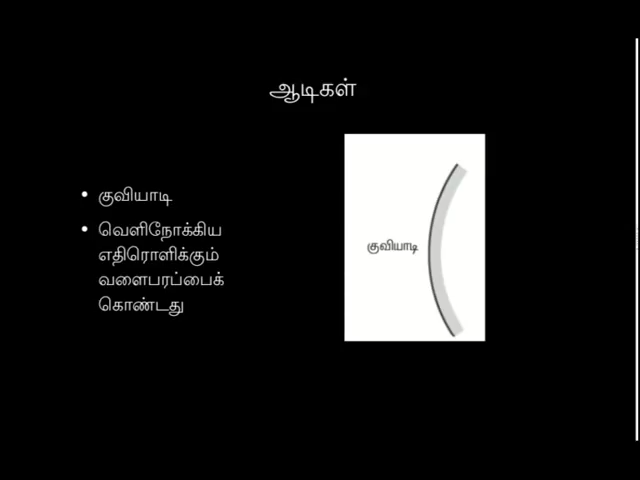 ஆடிகள்
• குவியாடி
• வெளிநோக்கிய
எதிரொளிக்கும்
வளைபரப்பைக்
கொண்டது
குவியாடி